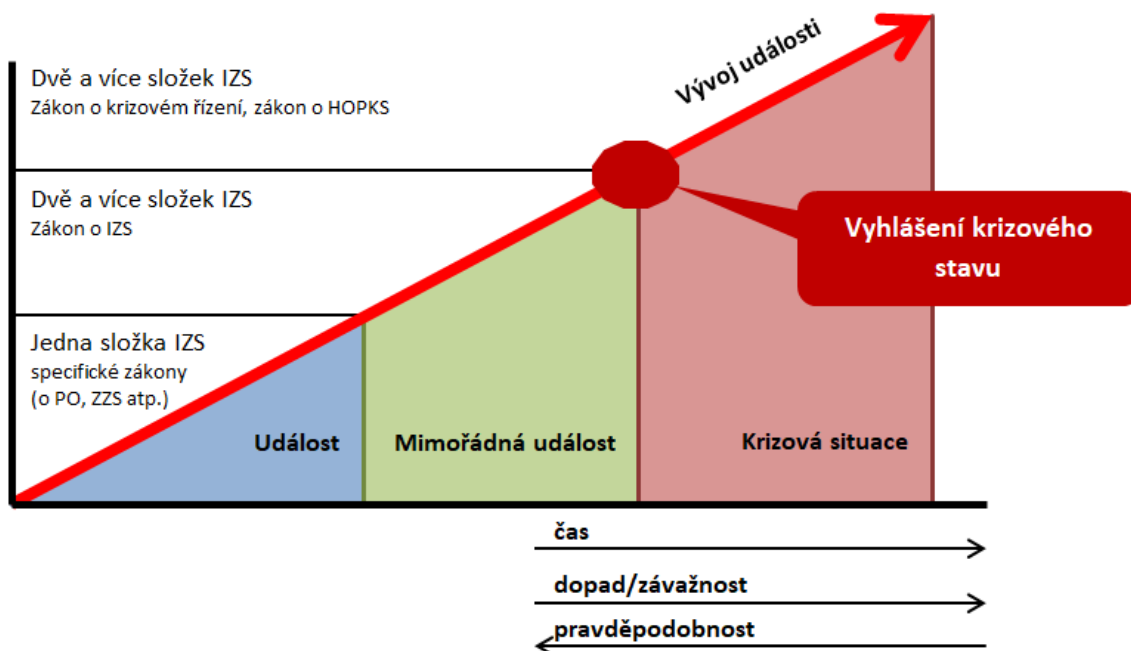 Vývoj události
Dvě a více složek IZS
Zákon o krizovém řízení, zákon o HOPKS
Dvě a více složek IZS
Zákon o IZS
Vyhlášení krizového
stavu
Jedna složka IZS
specifické zákony
(o PO, ZZS atp.)
Událost
Mimořádná událost
Krizová situace
čas
dopad/závažnost
pravděpodobnost